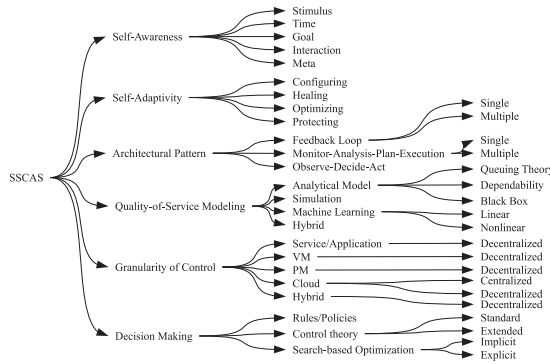 Stimulus
Time
Self-Awareness
Goal
Interaction
Meta
Configuring
Self-Adaptivity
Healing
Optimizing
Protecting
Single
Multiple
Feedback Loop
Single
Architectural Pattern
Monitor-Analysis-Plan-Execution
Multiple
Observe-Decide-Act
Queuing Theory
SSCAS
Analytical Model
Dependability
Simulation
Black Box
Quality-of-Service Modeling
Machine Learning
Linear
Hybrid
Nonlinear
Service/Application
Decentralized
VM
Decentralized
Granularity of Control
PM
Decentralized
Cloud
Centralized
Decentralized
Hybrid
Decentralized
Rules/Policies
Standard
Decision Making
Control theory
Extended
Search-based Optimization
Implicit
Explicit